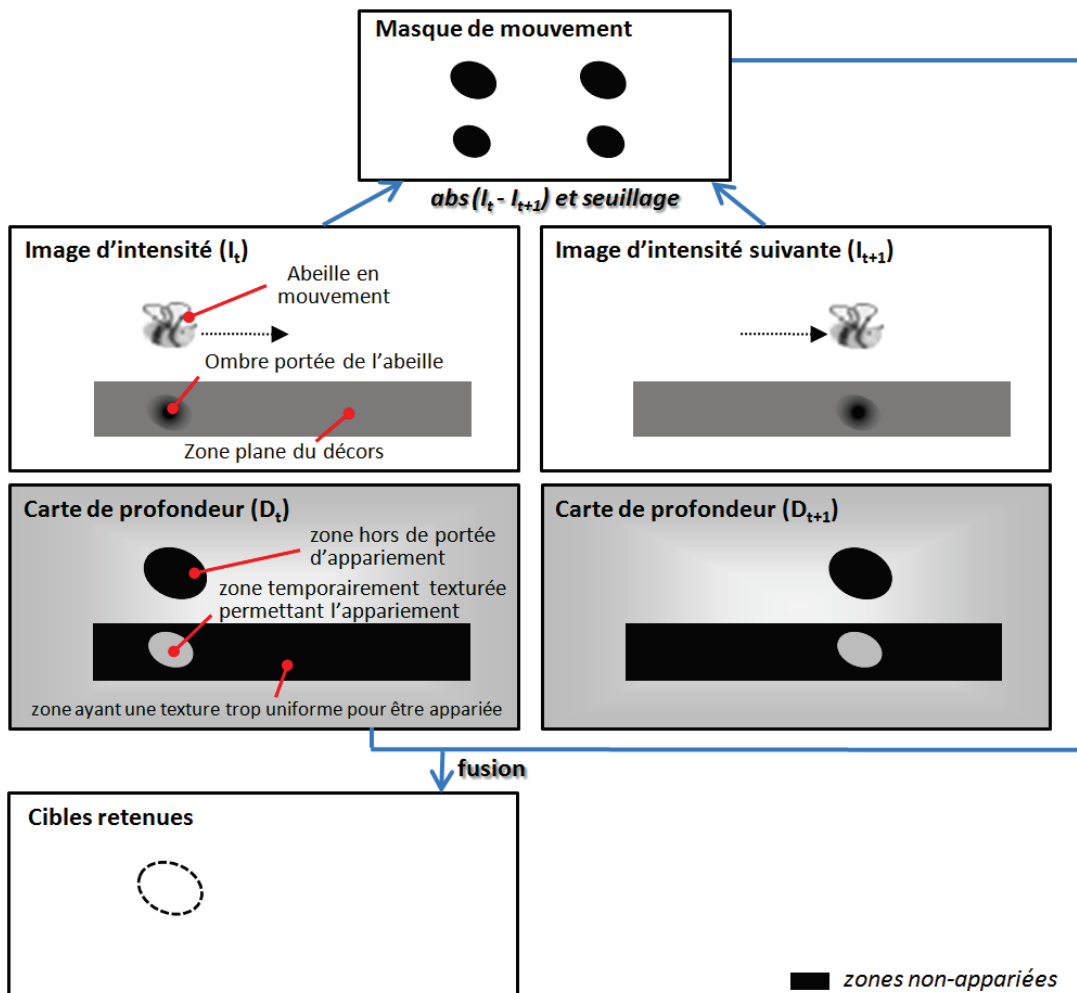 Masque de mouvement
abs (It - It+1) et seuillage
Image d'intensité (It)
Abeille en
mouvement
Ombre portée de l'abeille
Zone plane du décors
Image d'intensité suivante (It+1)
Carte de profondeur (Dt)
zone hors de portée
d'appariement
zone temporairement texturée
permettant l'appariement
zone ayant une texture trop uniforme pour être appariée
Carte de profondeur (Dt+1)
fusion
Cibles retenues
zones non-appariées